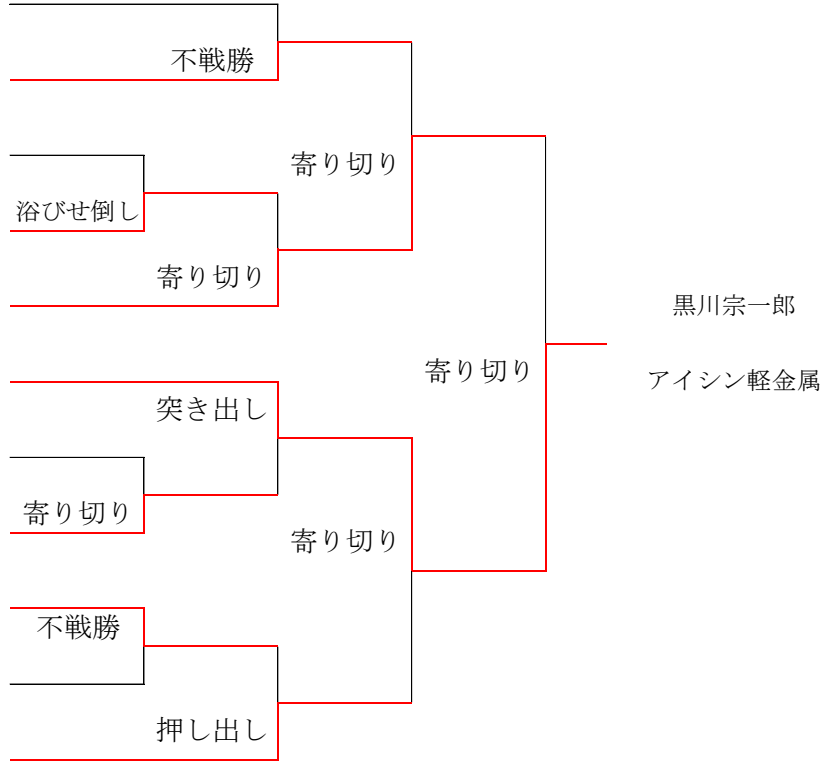 不戦勝
寄り切り
浴びせ倒し
寄り切り
黒川宗一郎
寄り切り
アイシン軽金属
突き出し
寄り切り
寄り切り
不戦勝
押し出し